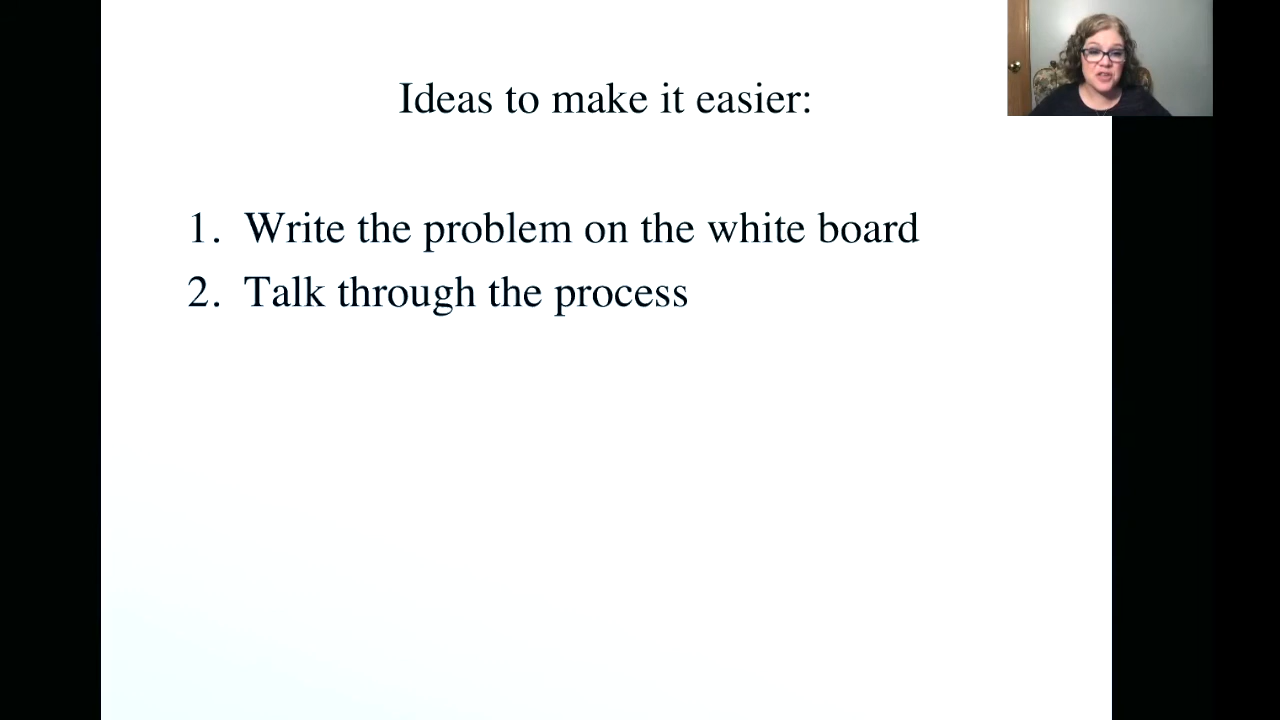 Ideas to make it easier:
1. Write the problem on the white board
2. Talk through the process